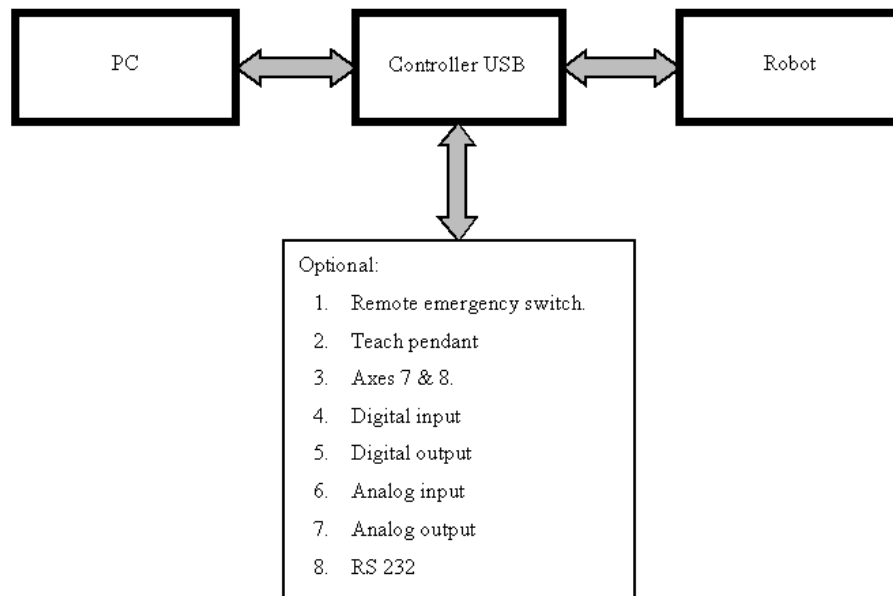 PC
Controller USB
Robot
Optional:
1. Remote emergency switch.
2. Teach pendant
3. Axes 7 & 8.
4. Digital input
5. Digital output
6. Analog input
7. Analog output
8. RS 232